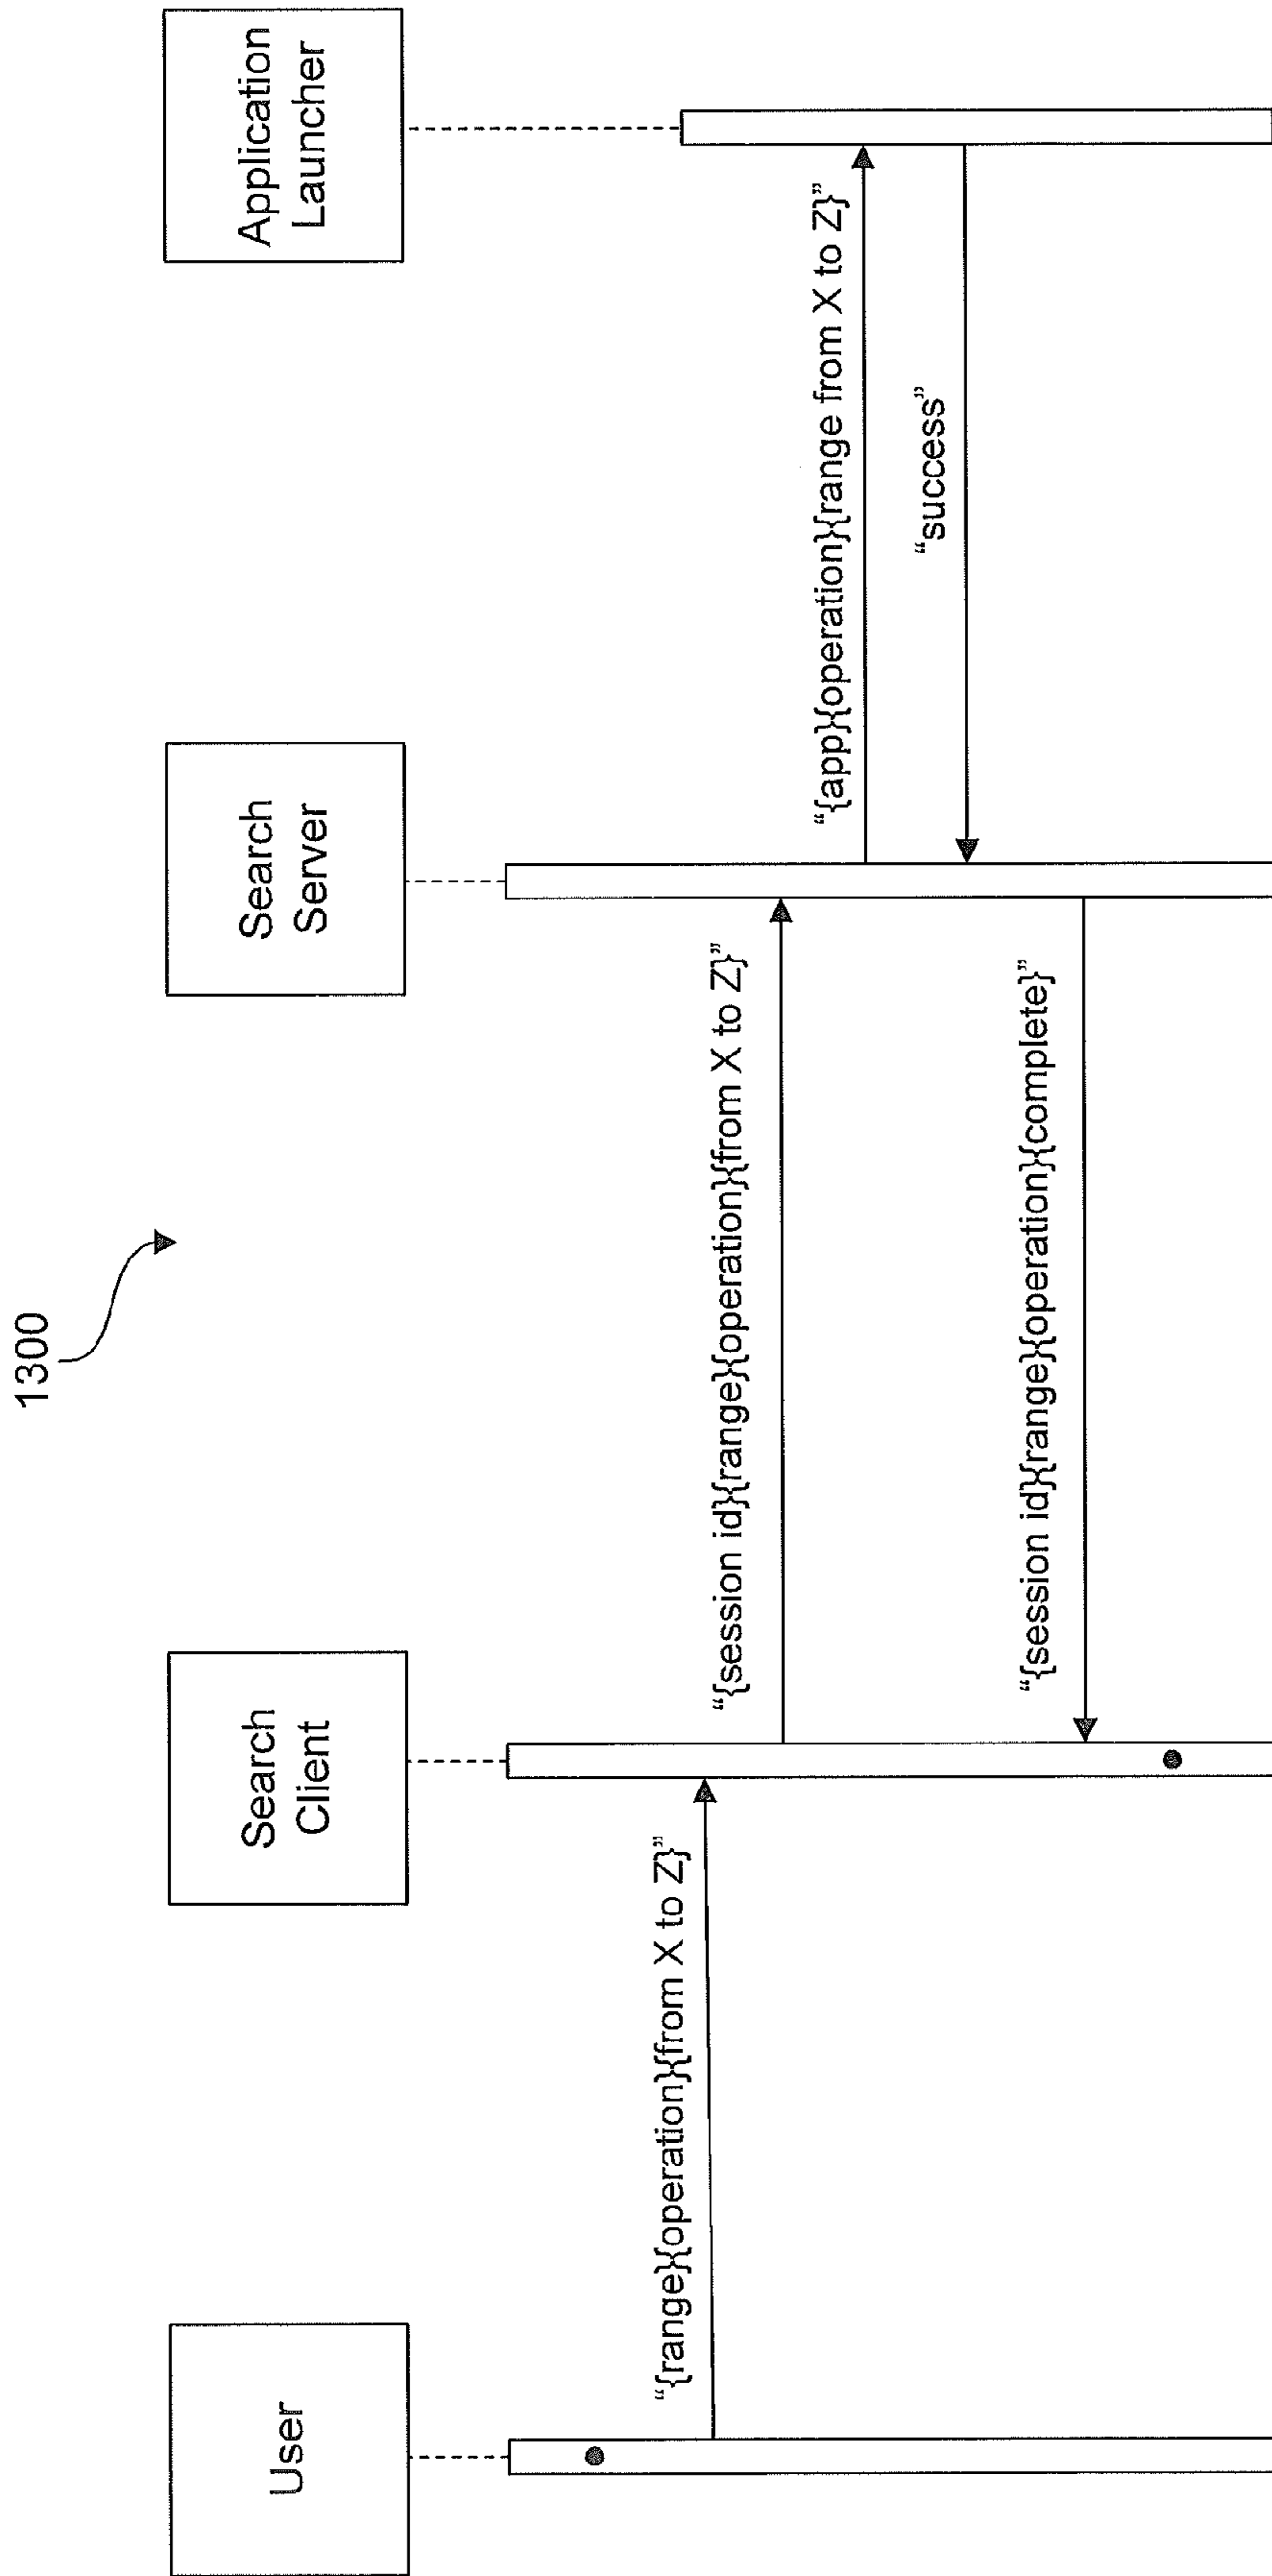 1300
User
Search
Client
Search
Server
Application
Launcher
“{range}{operation}{from X to Z}”
“{session id}{range}{operation}{from X to Z}”
“{app}{operation}{range from X to Z}”
“success”
“{session id}{range}{operation}{complete}”